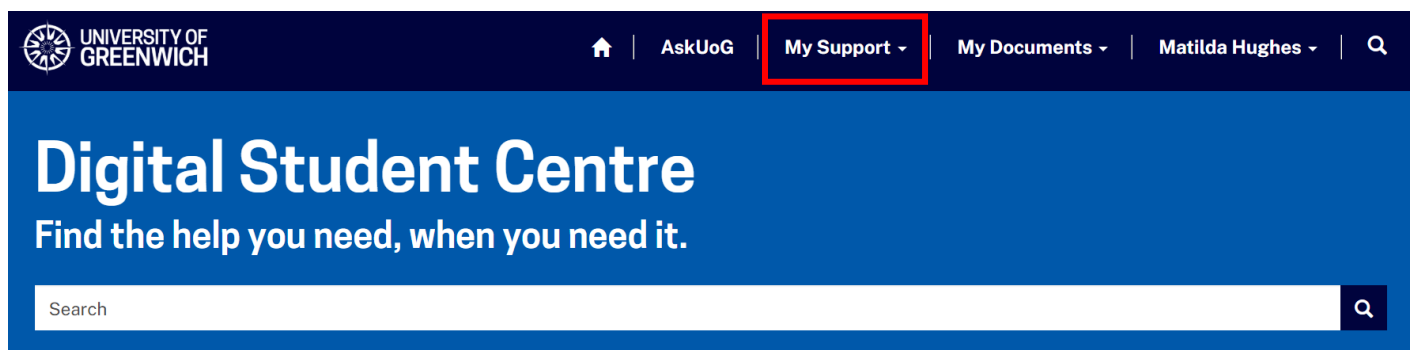 UNIVERSITY OF
GREENWICH
AskUoG
My Support
My Documents
Matilda Hughes
Digital Student Centre
Find the help you need, when you need it.
Search